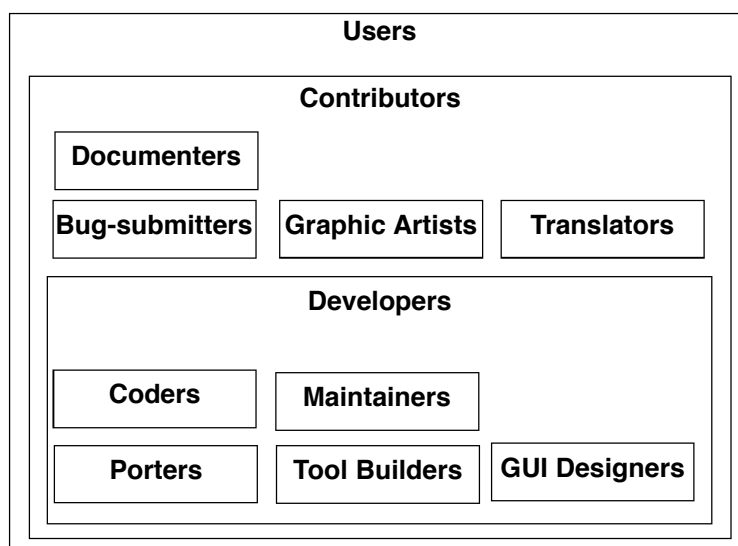 Users
Contributors
Documenters
Bug-submitters Graphic Artists Translators
Developers
Coders Maintainers
Porters Tool Builders GUI Designers